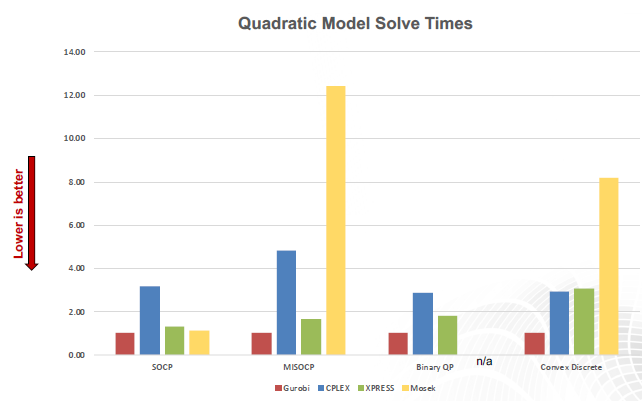 Quadratic Model Solve Times
14.00
12.00
10.00
8.00
6.00
4.00
2.00
0.00
Lower is better
SOCP
MISOCP
Binary QP
n/a
Convex Discrete
Gurobi CPLEX XPRESS Mosek